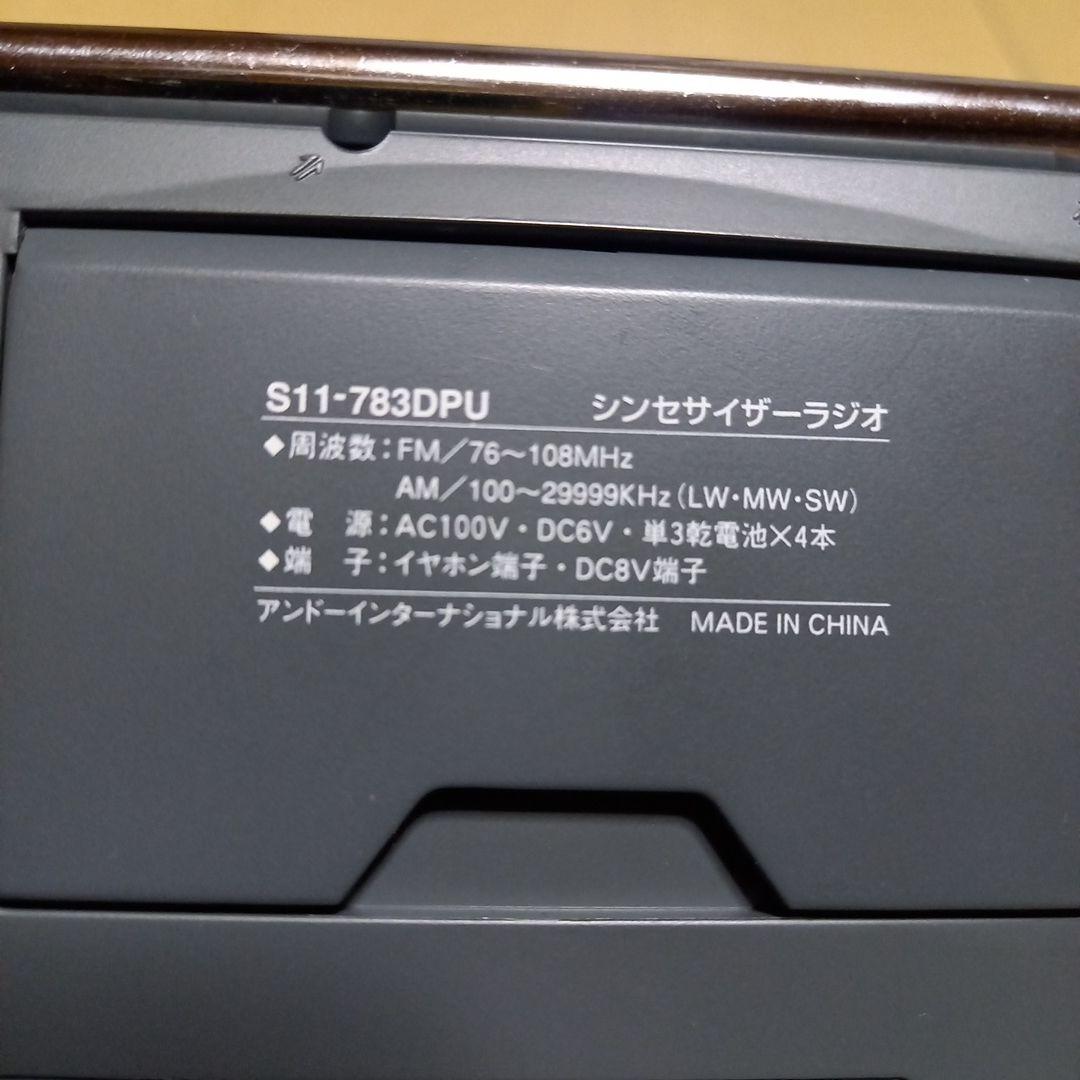 S11-783DPU シンセサイザーラジオ
◆周波数：FM／76～108MHz
AM／100～29999KHz（LW・MW・SW）
◆電 源：AC100V・DC6V・単3乾電池×4本
◆端 子：イヤホン端子・DC8V端子
アンドーインターナショナル株式会社 MADE IN CHINA